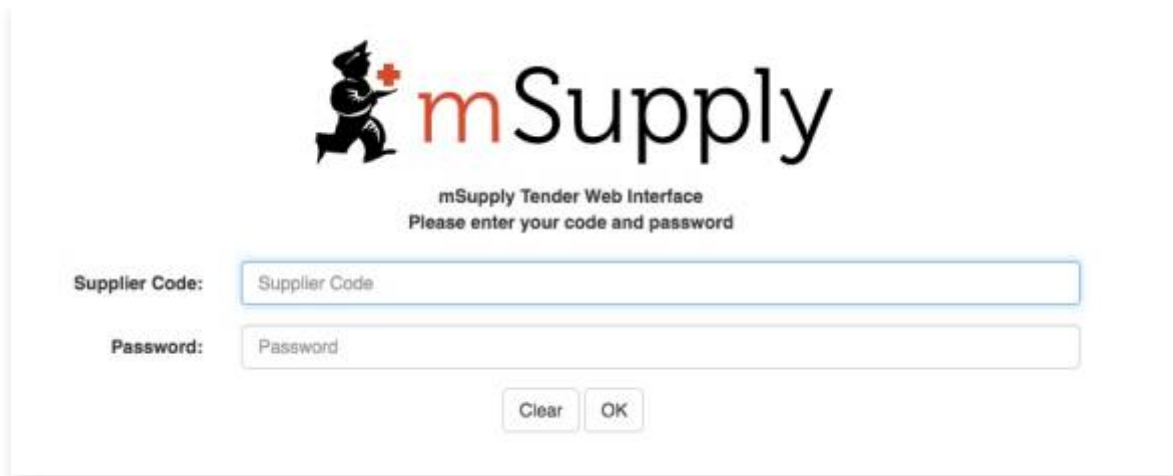 mSupply
mSupply Tender Web Interface
Please enter your code and password
Supplier Code: Supplier Code
Password: Password
Clear OK